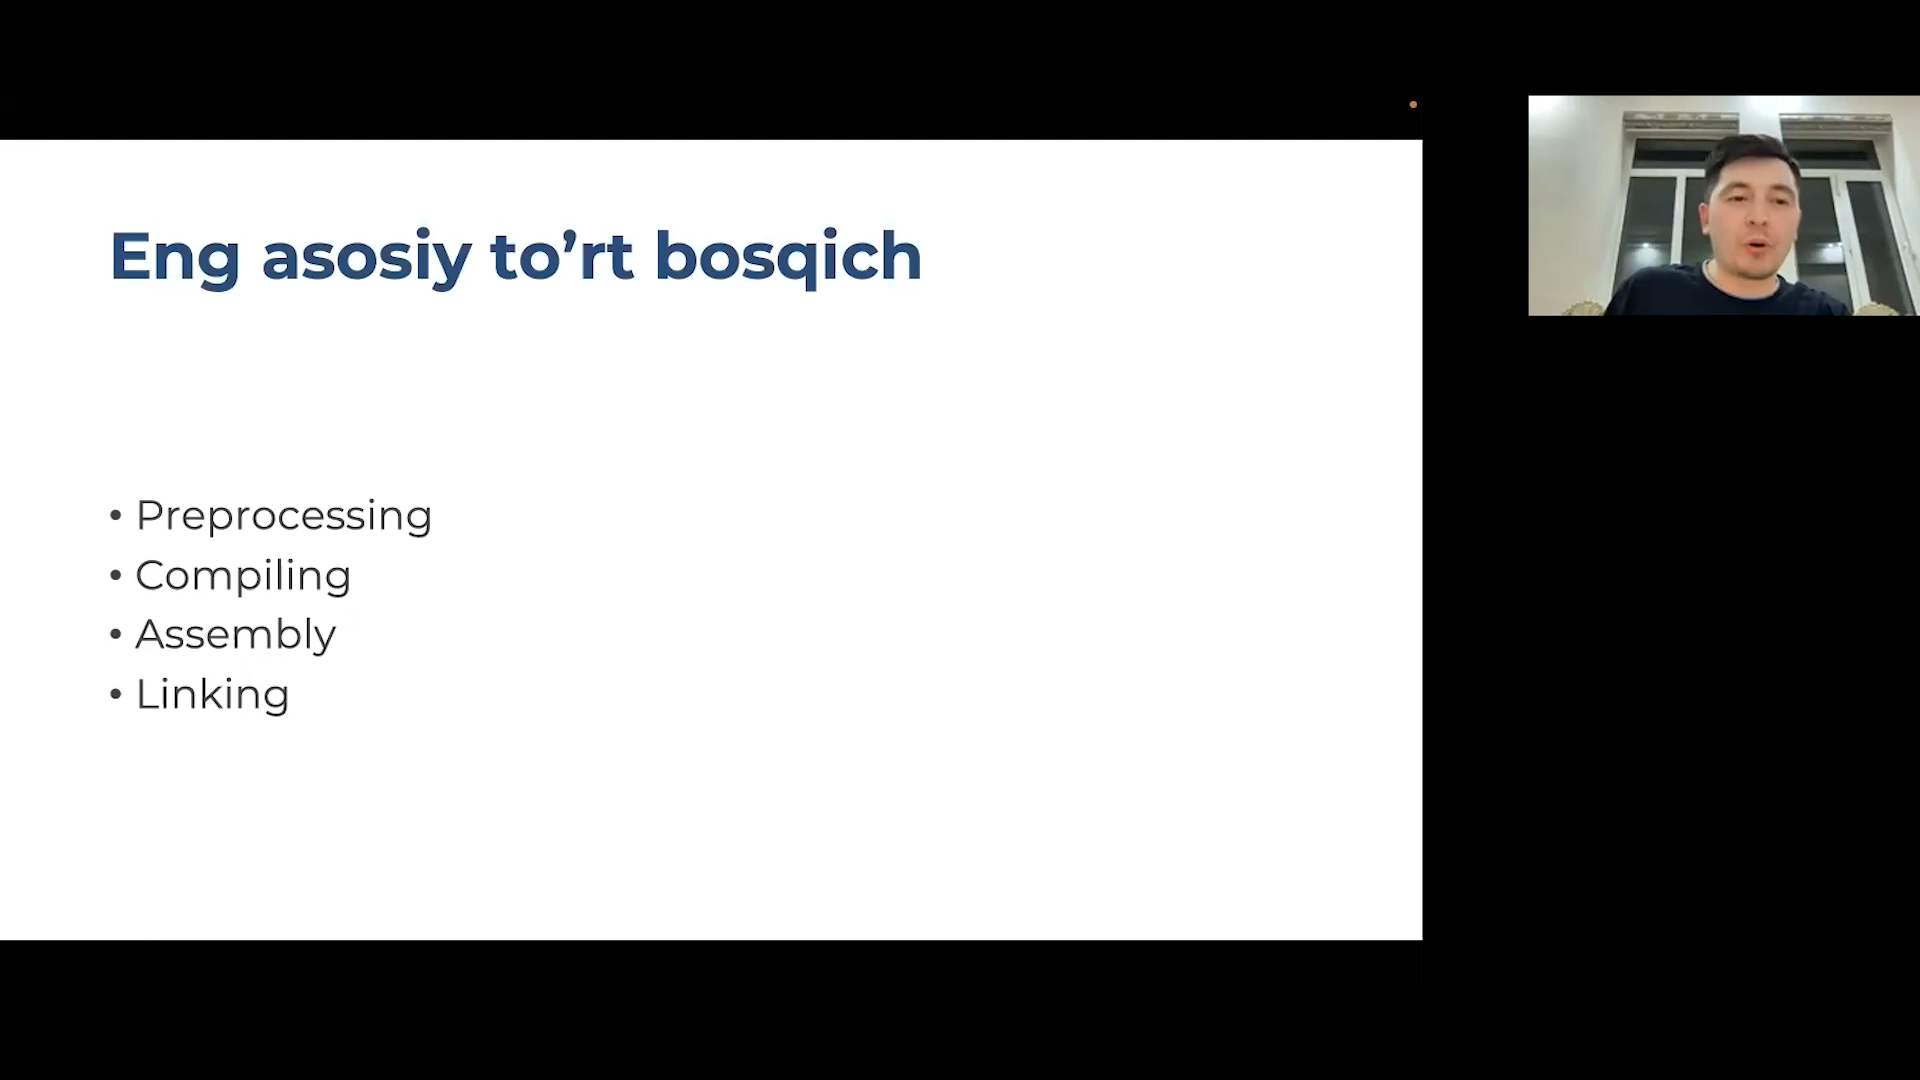 Eng asosiy to’rt bosqich
• Preprocessing
• Compiling
• Assembly
• Linking